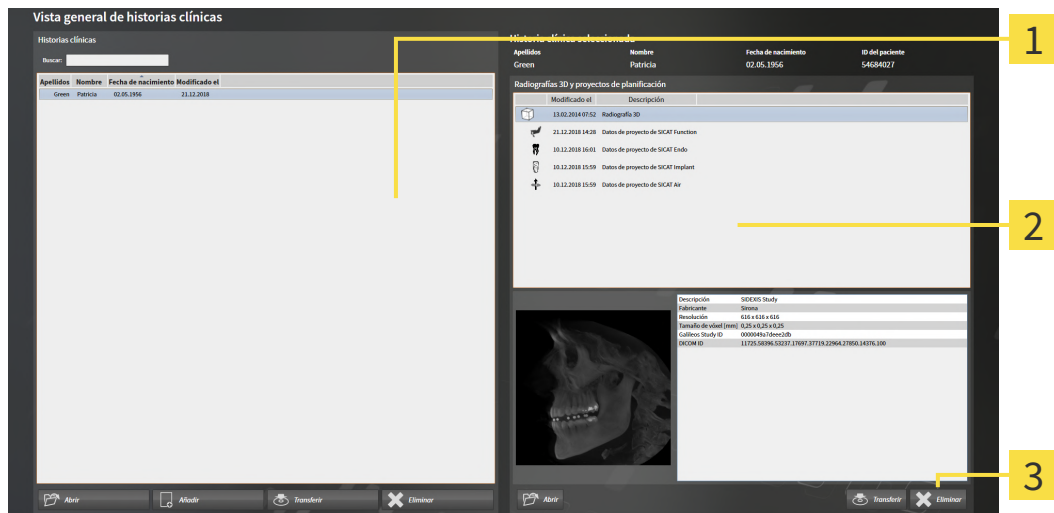 Vista general de historias clínicas
Historias clínicas
Buscar:
Apellidos Nombre Fecha de nacimiento Modificado el
Green Patricia 02.05.1956 21.12.2018
Abrir Añadir Transferir Eliminar
Historia clínica seleccionada
Apellidos Nombre Fecha de nacimiento ID del paciente
Green Patricia 02.05.1956 54684027
Radiografías 3D y proyectos de planificación
Modificado el Descripción
13.02.2014 07:52 Radiografía 3D
21.12.2018 14:28 Datos de proyecto de SICAT Function
10.12.2018 16:01 Datos de proyecto de SICAT Endo
10.12.2018 15:59 Datos de proyecto de SICAT Implant
10.12.2018 15:59 Datos de proyecto de SICAT Air
Descripción SIDEXIS Study
Fabricante Sirona
Resolución 616 x 616 x 616
Tamaño de vóxel [mm] 0,25 x 0,25 x 0,25
Galileos Study ID 0000049a7deee2db
DICOM ID 11725.58396.53237.17697.37719.22964.27850.14376.100
Abrir Transferir Eliminar
1
2
3